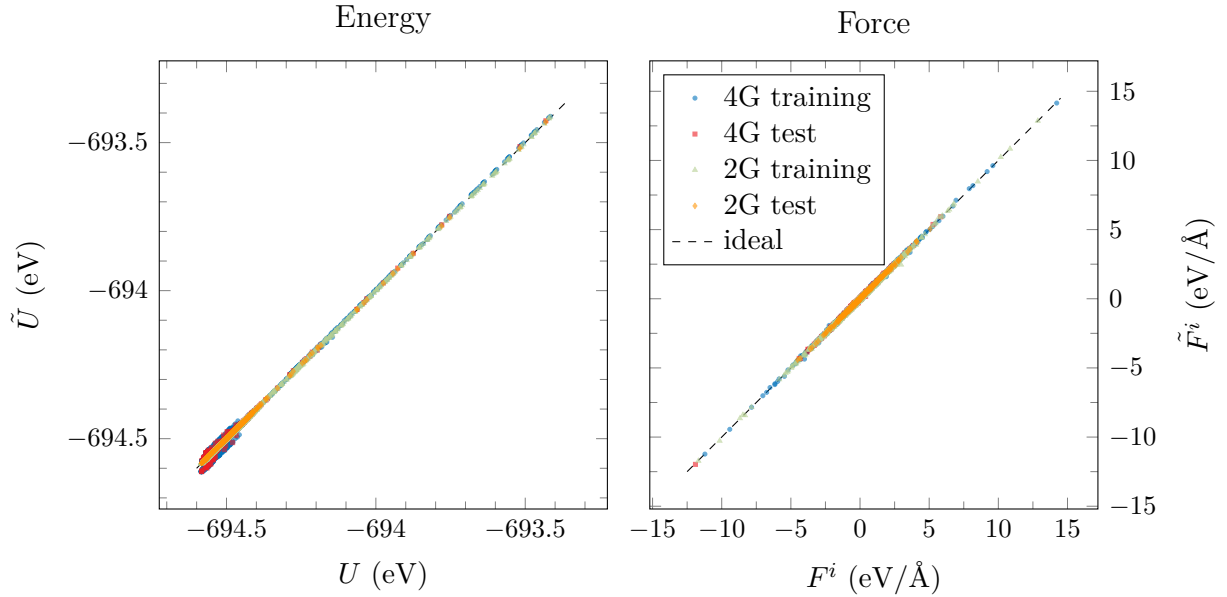 Energy
Force
−693.5
−694
−694.5
Ũ (eV)
−694.5
−694
−693.5
U (eV)
4G training
4G test
2G training
2G test
ideal
15
10
5
0
−5
−10
−15
F̃ⁱ (eV/Å)
−15
−10
−5
0
5
10
15
Fⁱ (eV/Å)